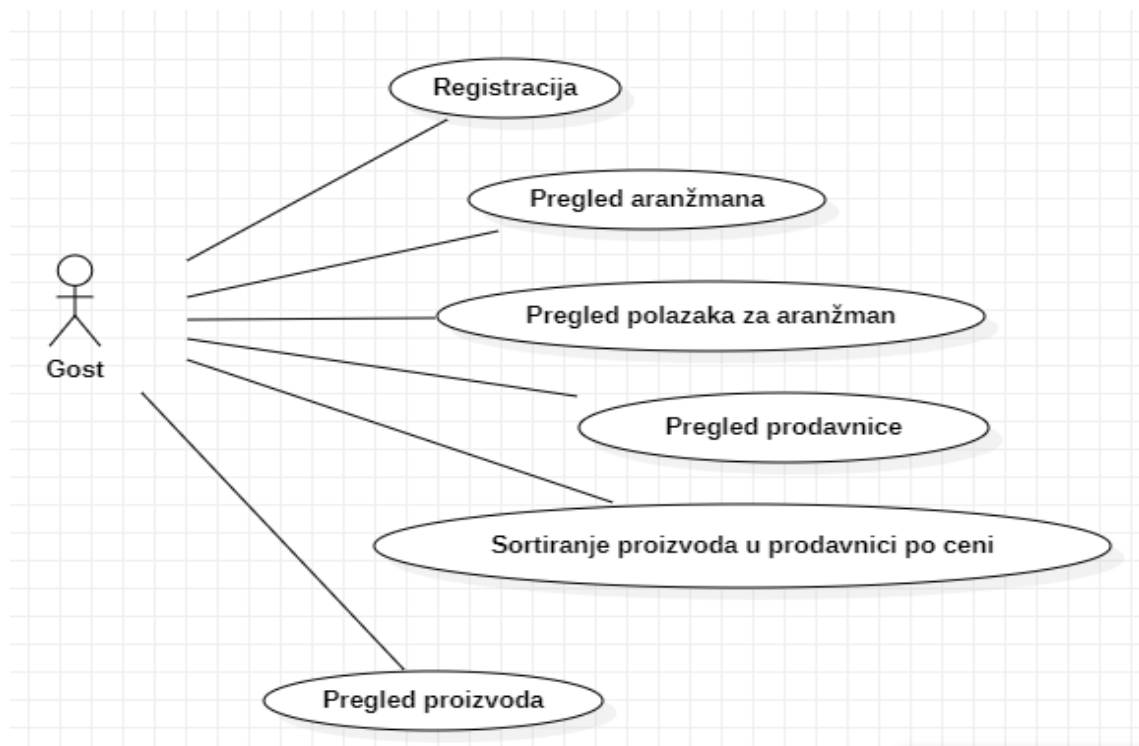 Registracija
Pregled aranžmana
Pregled polazaka za aranžman
Gost
Pregled prodavnice
Sortiranje proizvoda u prodavnici po ceni
Pregled proizvoda